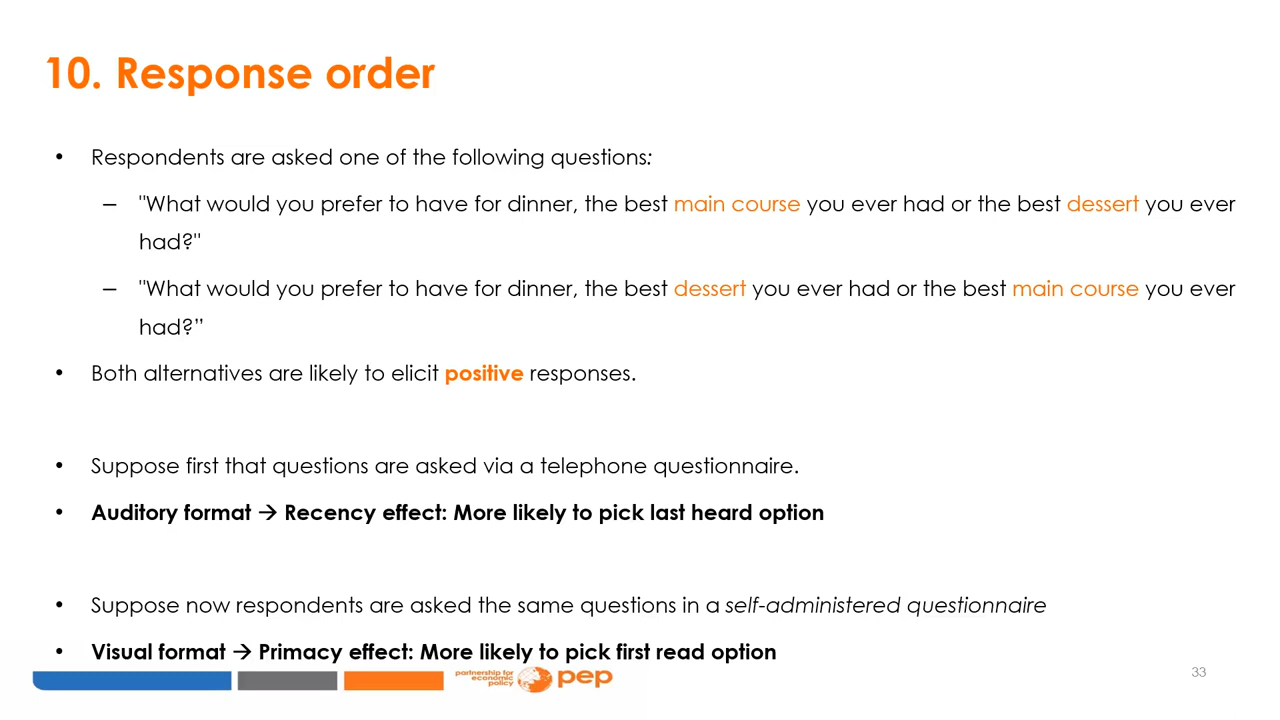 10. Response order
• Respondents are asked one of the following questions:
– "What would you prefer to have for dinner, the best main course you ever had or the best dessert you ever
had?"
– "What would you prefer to have for dinner, the best dessert you ever had or the best main course you ever
had?”
• Both alternatives are likely to elicit positive responses.
• Suppose first that questions are asked via a telephone questionnaire.
• Auditory format → Recency effect: More likely to pick last heard option
• Suppose now respondents are asked the same questions in a self-administered questionnaire
• Visual format → Primacy effect: More likely to pick first read option
partnership for
economic
policy
pep
33